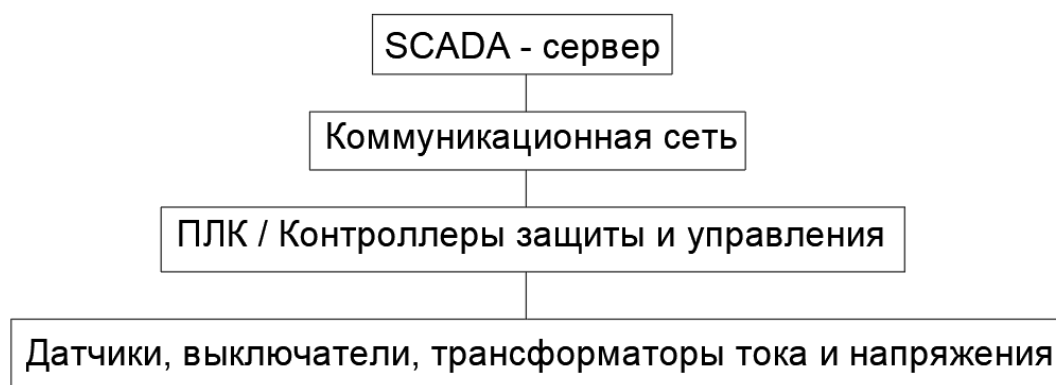 SCADA - сервер
Коммуникационная сеть
ПЛК / Контроллеры защиты и управления
Датчики, выключатели, трансформаторы тока и напряжения